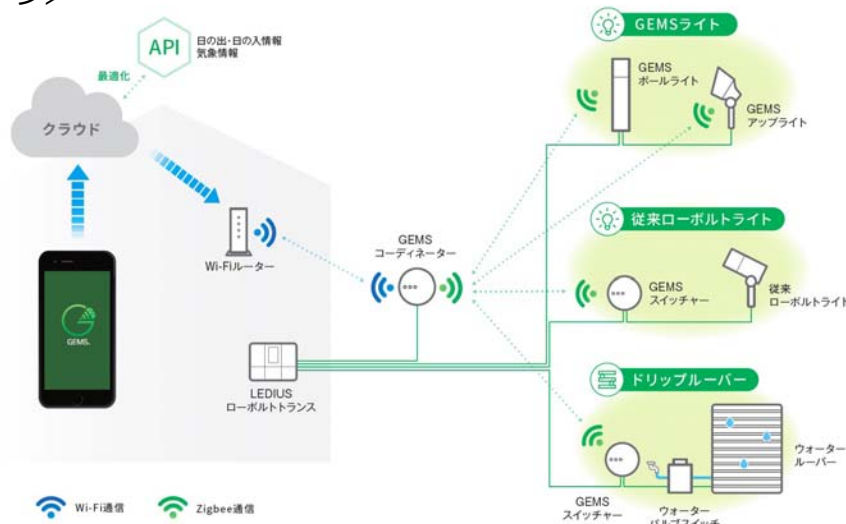 API
日の出・日の入情報
気象情報
最適化
クラウド
GEMS.
Wi-Fiルーター
GEMS
コーディネーター
LEDIUS
ローボルトトランス
GEMSライト
GEMS
ポールライト
GEMS
アップライト
従来ローボルトライト
GEMS
スイッチャー
従来
ローボルトライト
ドリップルーバー
ウォーター
ルーバー
GEMS
スイッチャー
ウォーター
バルブスイッチ
Wi-Fi通信
Zigbee通信